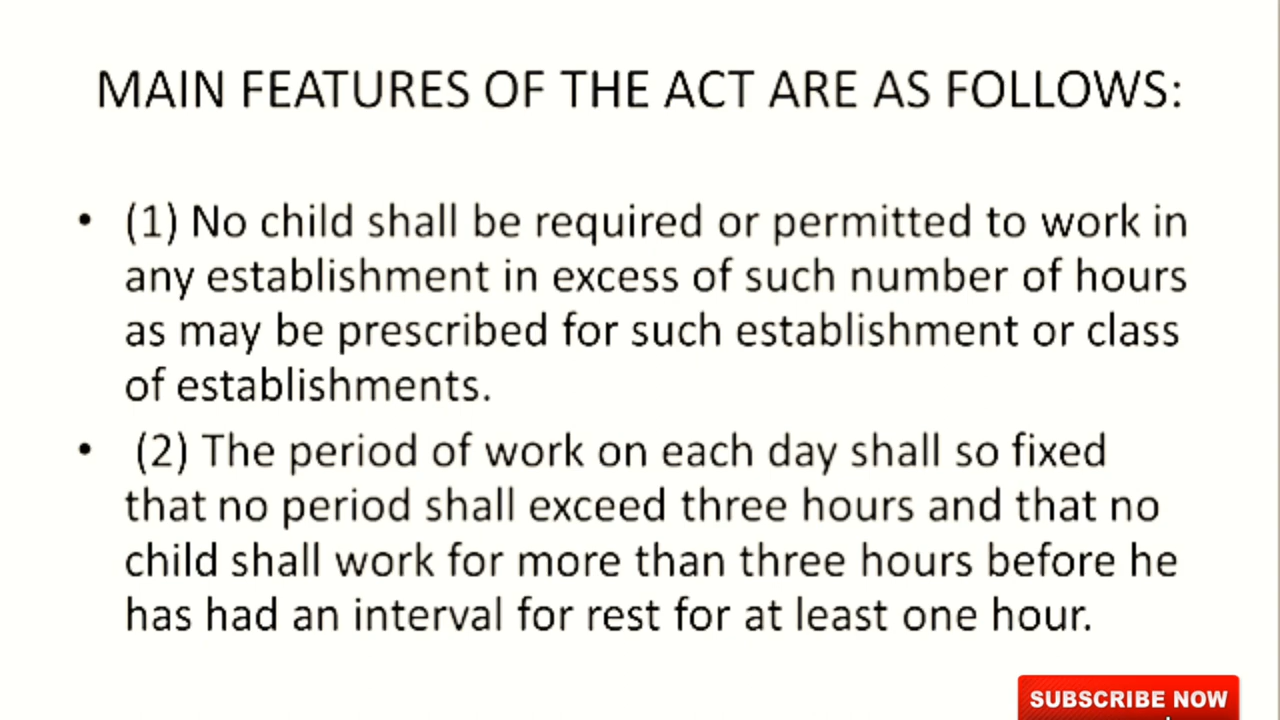 MAIN FEATURES OF THE ACT ARE AS FOLLOWS:
• (1) No child shall be required or permitted to work in
any establishment in excess of such number of hours
as may be prescribed for such establishment or class
of establishments.
• (2) The period of work on each day shall so fixed
that no period shall exceed three hours and that no
child shall work for more than three hours before he
has had an interval for rest for at least one hour.
SUBSCRIBE NOW